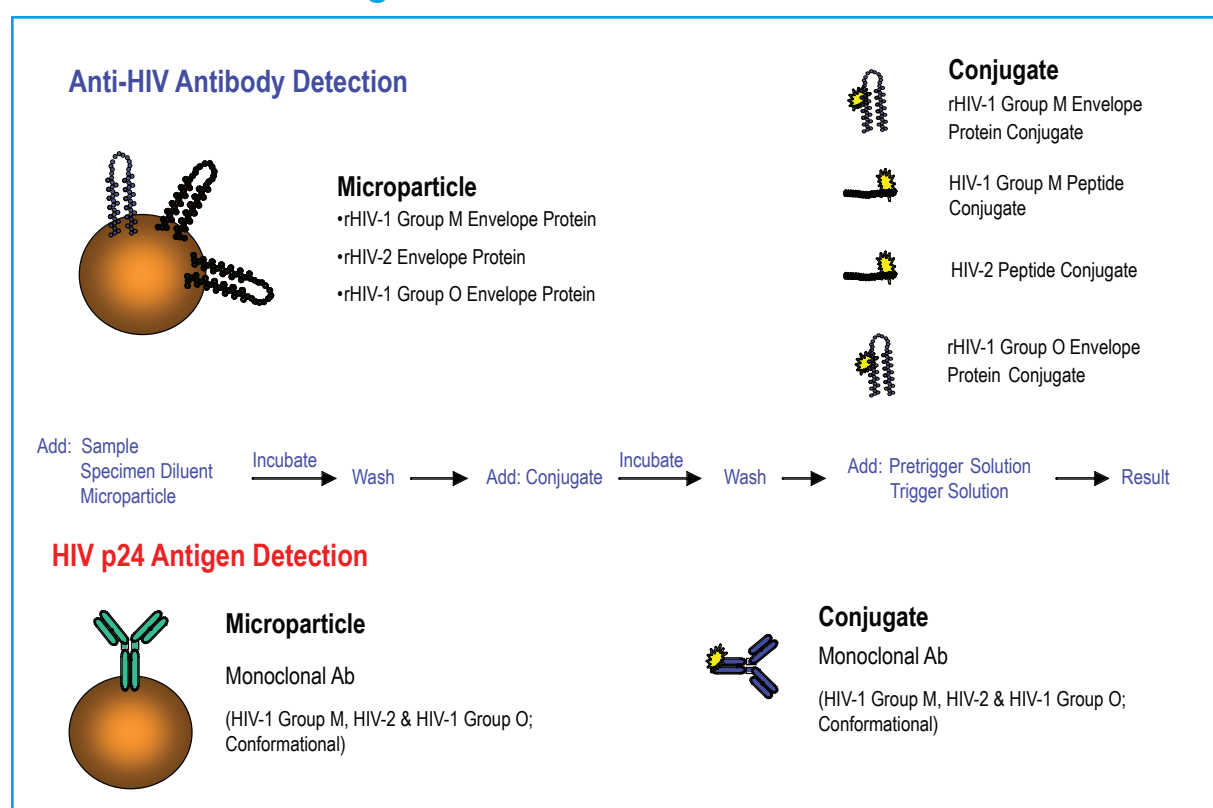 Anti-HIV Antibody Detection
Microparticle
•rHIV-1 Group M Envelope Protein
•rHIV-2 Envelope Protein
•rHIV-1 Group O Envelope Protein
Conjugate
rHIV-1 Group M Envelope
Protein Conjugate
HIV-1 Group M Peptide
Conjugate
HIV-2 Peptide Conjugate
rHIV-1 Group O Envelope
Protein Conjugate
Add: Sample
Specimen Diluent
Microparticle
Incubate
Wash
Add: Conjugate
Incubate
Wash
Add: Pretrigger Solution
Trigger Solution
Result
HIV p24 Antigen Detection
Microparticle
Monoclonal Ab
(HIV-1 Group M, HIV-2 & HIV-1 Group O;
Conformational)
Conjugate
Monoclonal Ab
(HIV-1 Group M, HIV-2 & HIV-1 Group O;
Conformational)